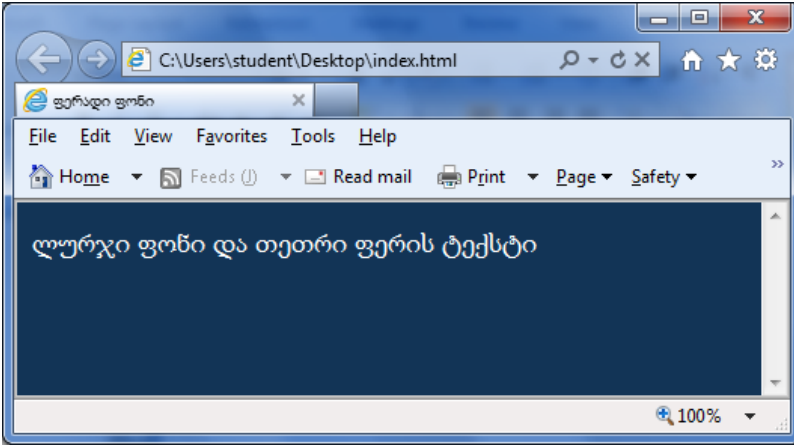 C:\Users\student\Desktop\index.html
ფერადი ფონი
File Edit View Favorites Tools Help
Home Feeds (J) Read mail Print Page Safety »
ლურჯი ფონი და თეთრი ფერის ტექსტი
100%